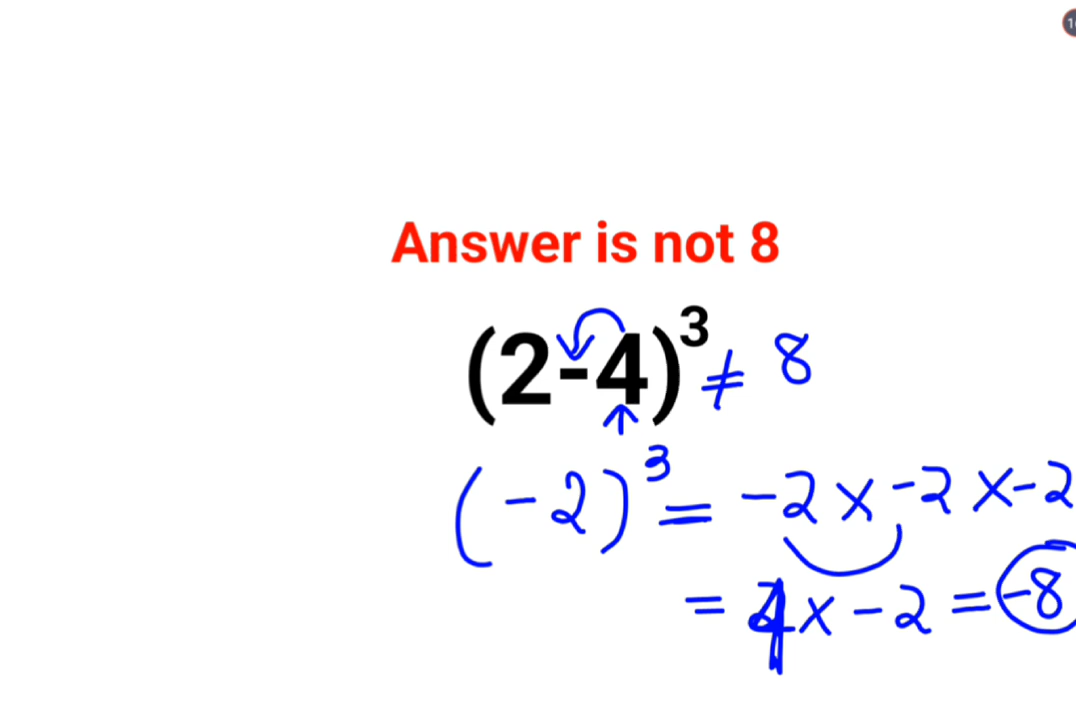 Answer is not 8
(2-4)³ ≠ 8
(-2)³ = -2 x -2 x -2
= 4 x -2 = -8